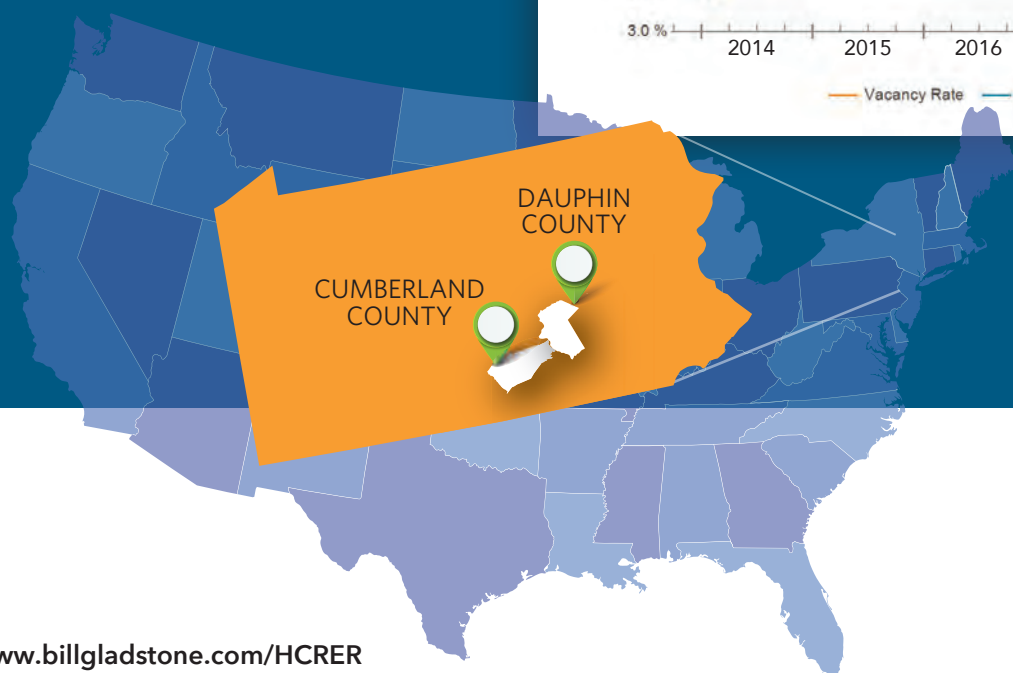 3.0 %
2014 2015 2016
Vacancy Rate
DAUPHIN
COUNTY
CUMBERLAND
COUNTY
ww.billgladstone.com/HCRER